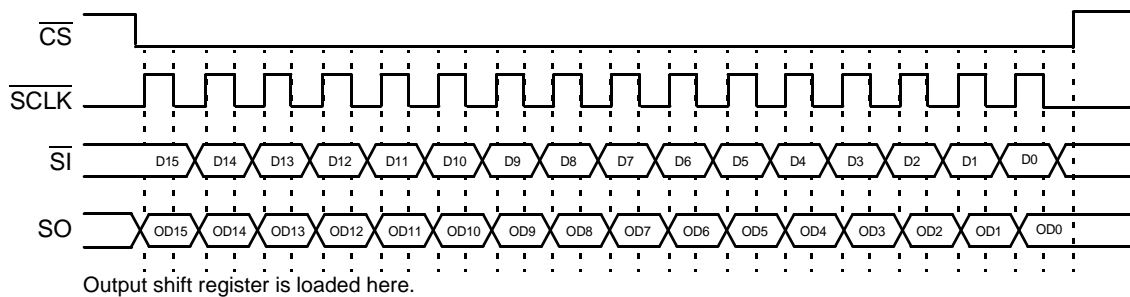 CS
SCLK
SI D15 D14 D13 D12 D11 D10 D9 D8 D7 D6 D5 D4 D3 D2 D1 D0
SO OD15 OD14 OD13 OD12 OD11 OD10 OD9 OD8 OD7 OD6 OD5 OD4 OD3 OD2 OD1 OD0
Output shift register is loaded here.